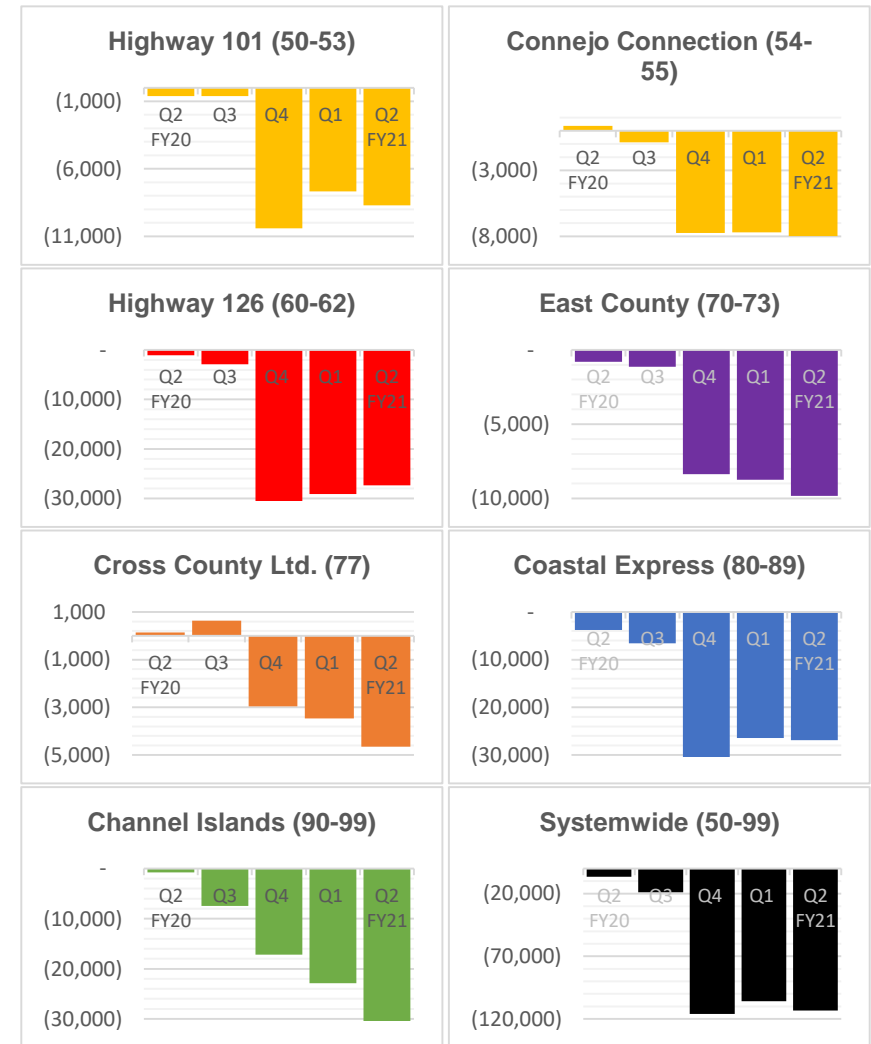 Highway 101 (50-53)
(1,000)
(6,000)
(11,000)
Q2 Q3 Q4 Q1 Q2
FY20 FY21
Connejo Connection (54-
55)
(3,000)
(8,000)
Q2 Q3 Q4 Q1 Q2
FY20 FY21
Highway 126 (60-62)
-
(10,000)
(20,000)
(30,000)
Q2 Q3 Q4 Q1 Q2
FY20 FY21
East County (70-73)
-
(5,000)
(10,000)
Q2 Q3 Q4 Q1 Q2
FY20 FY21
Cross County Ltd. (77)
1,000
(1,000)
(3,000)
(5,000)
Q2 Q3 Q4 Q1 Q2
FY20 FY21
Coastal Express (80-89)
-
(10,000)
(20,000)
(30,000)
Q2 Q3 Q4 Q1 Q2
FY20 FY21
Channel Islands (90-99)
-
(10,000)
(20,000)
(30,000)
Q2 Q3 Q4 Q1 Q2
FY20 FY21
Systemwide (50-99)
(20,000)
(70,000)
(120,000)
Q2 Q3 Q4 Q1 Q2
FY20 FY21